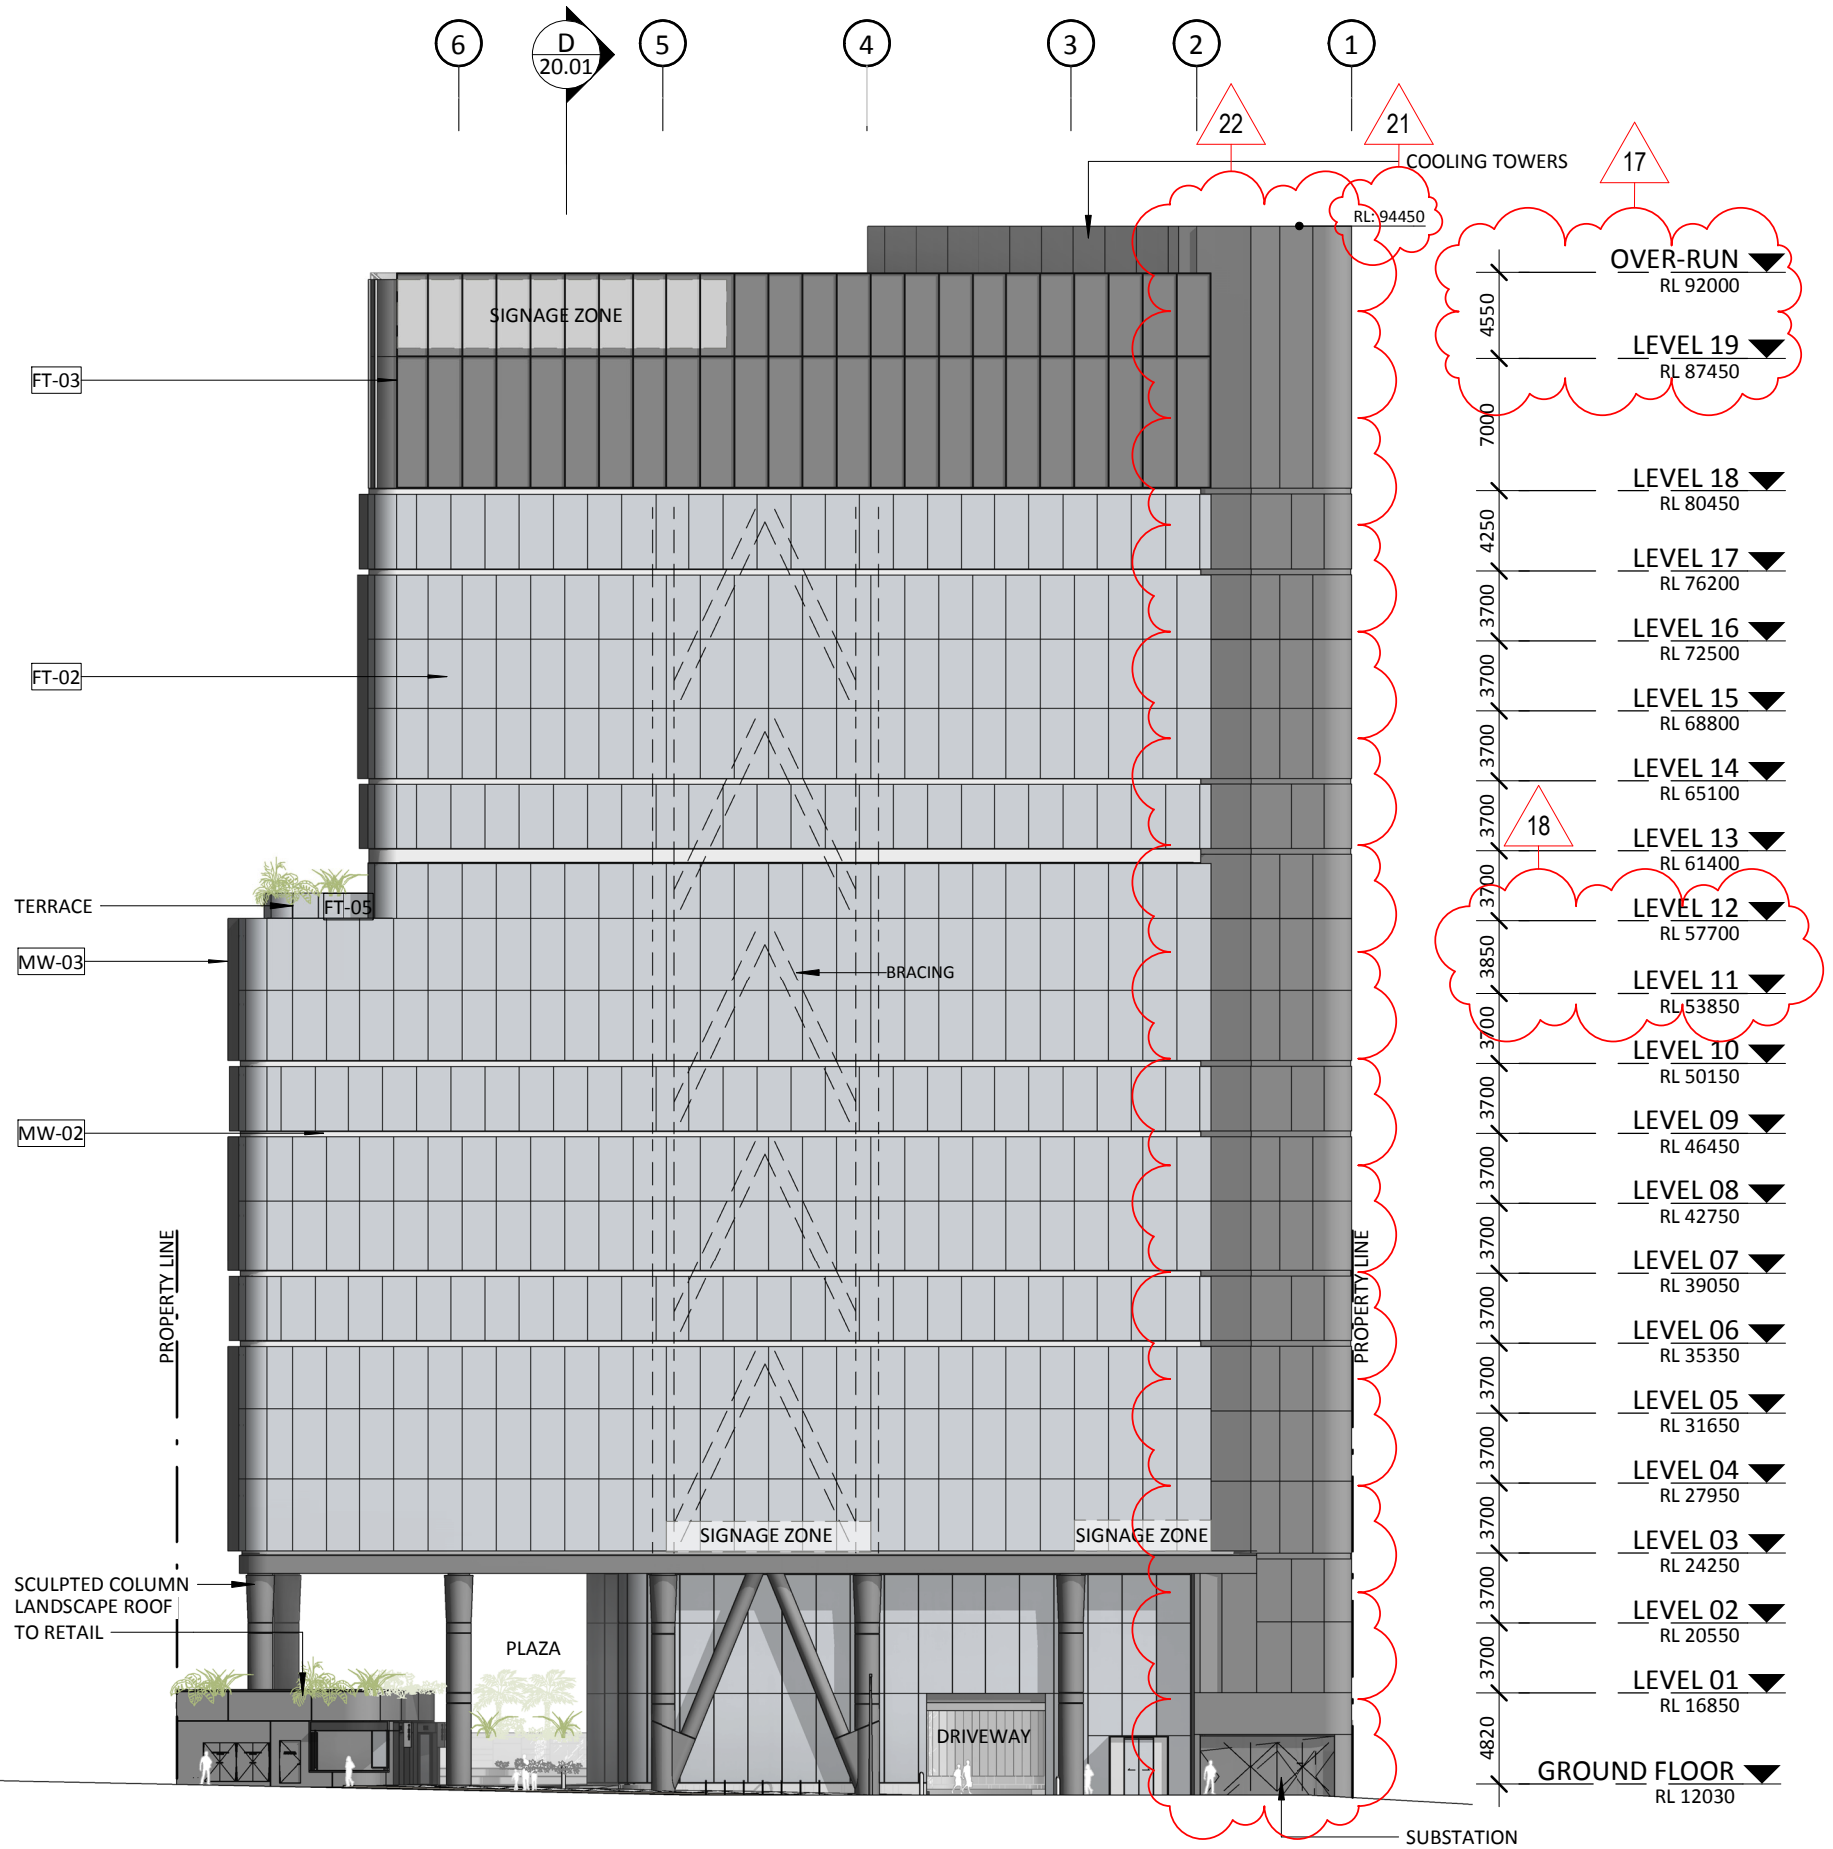 6
D
20.01
5
4
3
2
1
22
21
17
COOLING TOWERS
RL: 94450
OVER-RUN
RL 92000
4550
SIGNAGE ZONE
LEVEL 19
RL 87450
FT-03
7000
LEVEL 18
RL 80450
4250
LEVEL 17
RL 76200
3700
LEVEL 16
RL 72500
FT-02
3700
LEVEL 15
RL 68800
3700
LEVEL 14
RL 65100
3700
18
LEVEL 13
RL 61400
3700
TERRACE
FT-05
LEVEL 12
RL 57700
MW-03
BRACING
3850
LEVEL 11
RL 53850
3700
LEVEL 10
RL 50150
3700
MW-02
LEVEL 09
RL 46450
3700
LEVEL 08
RL 42750
3700
PROPERTY LINE
PROPERTY LINE
LEVEL 07
RL 39050
3700
LEVEL 06
RL 35350
3700
LEVEL 05
RL 31650
3700
LEVEL 04
RL 27950
3700
SIGNAGE ZONE
SIGNAGE ZONE
LEVEL 03
RL 24250
SCULPTED COLUMN
LANDSCAPE ROOF
TO RETAIL
3700
LEVEL 02
RL 20550
PLAZA
3700
LEVEL 01
RL 16850
DRIVEWAY
4820
GROUND FLOOR
RL 12030
SUBSTATION